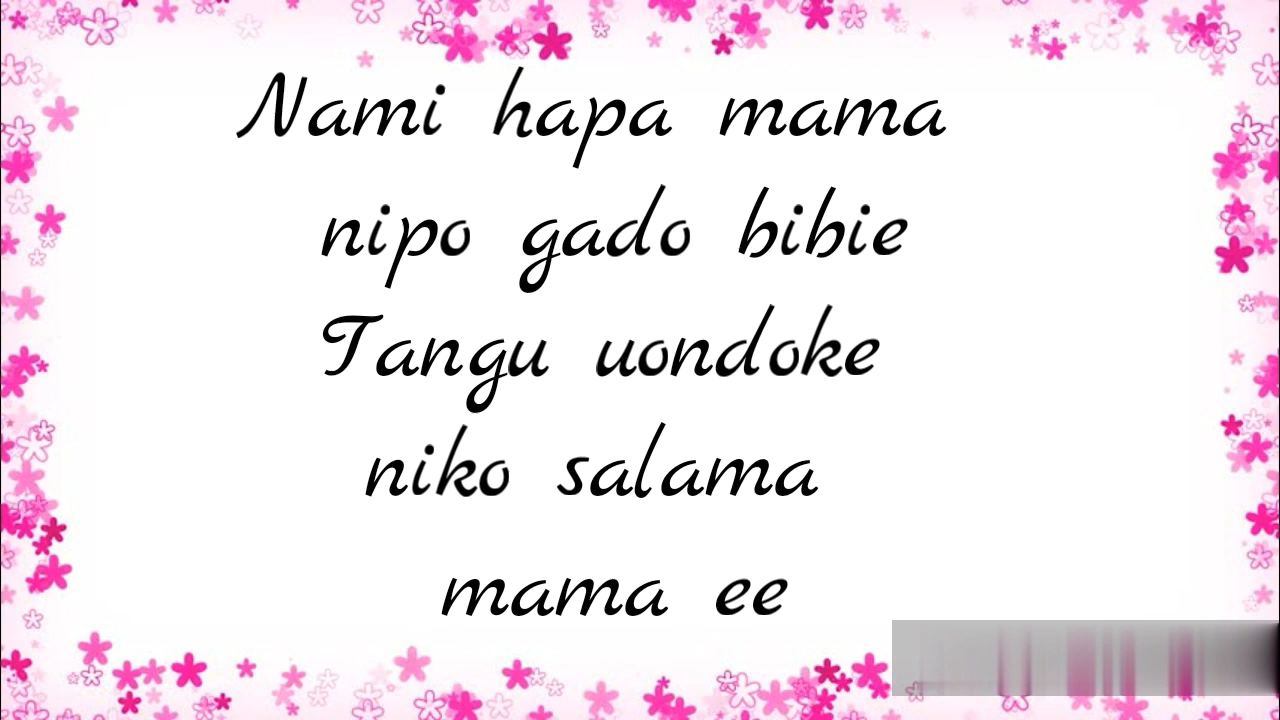 Nami hapa mama
nipo gado bibie
Tangu uondoke
niko salama
mama ee